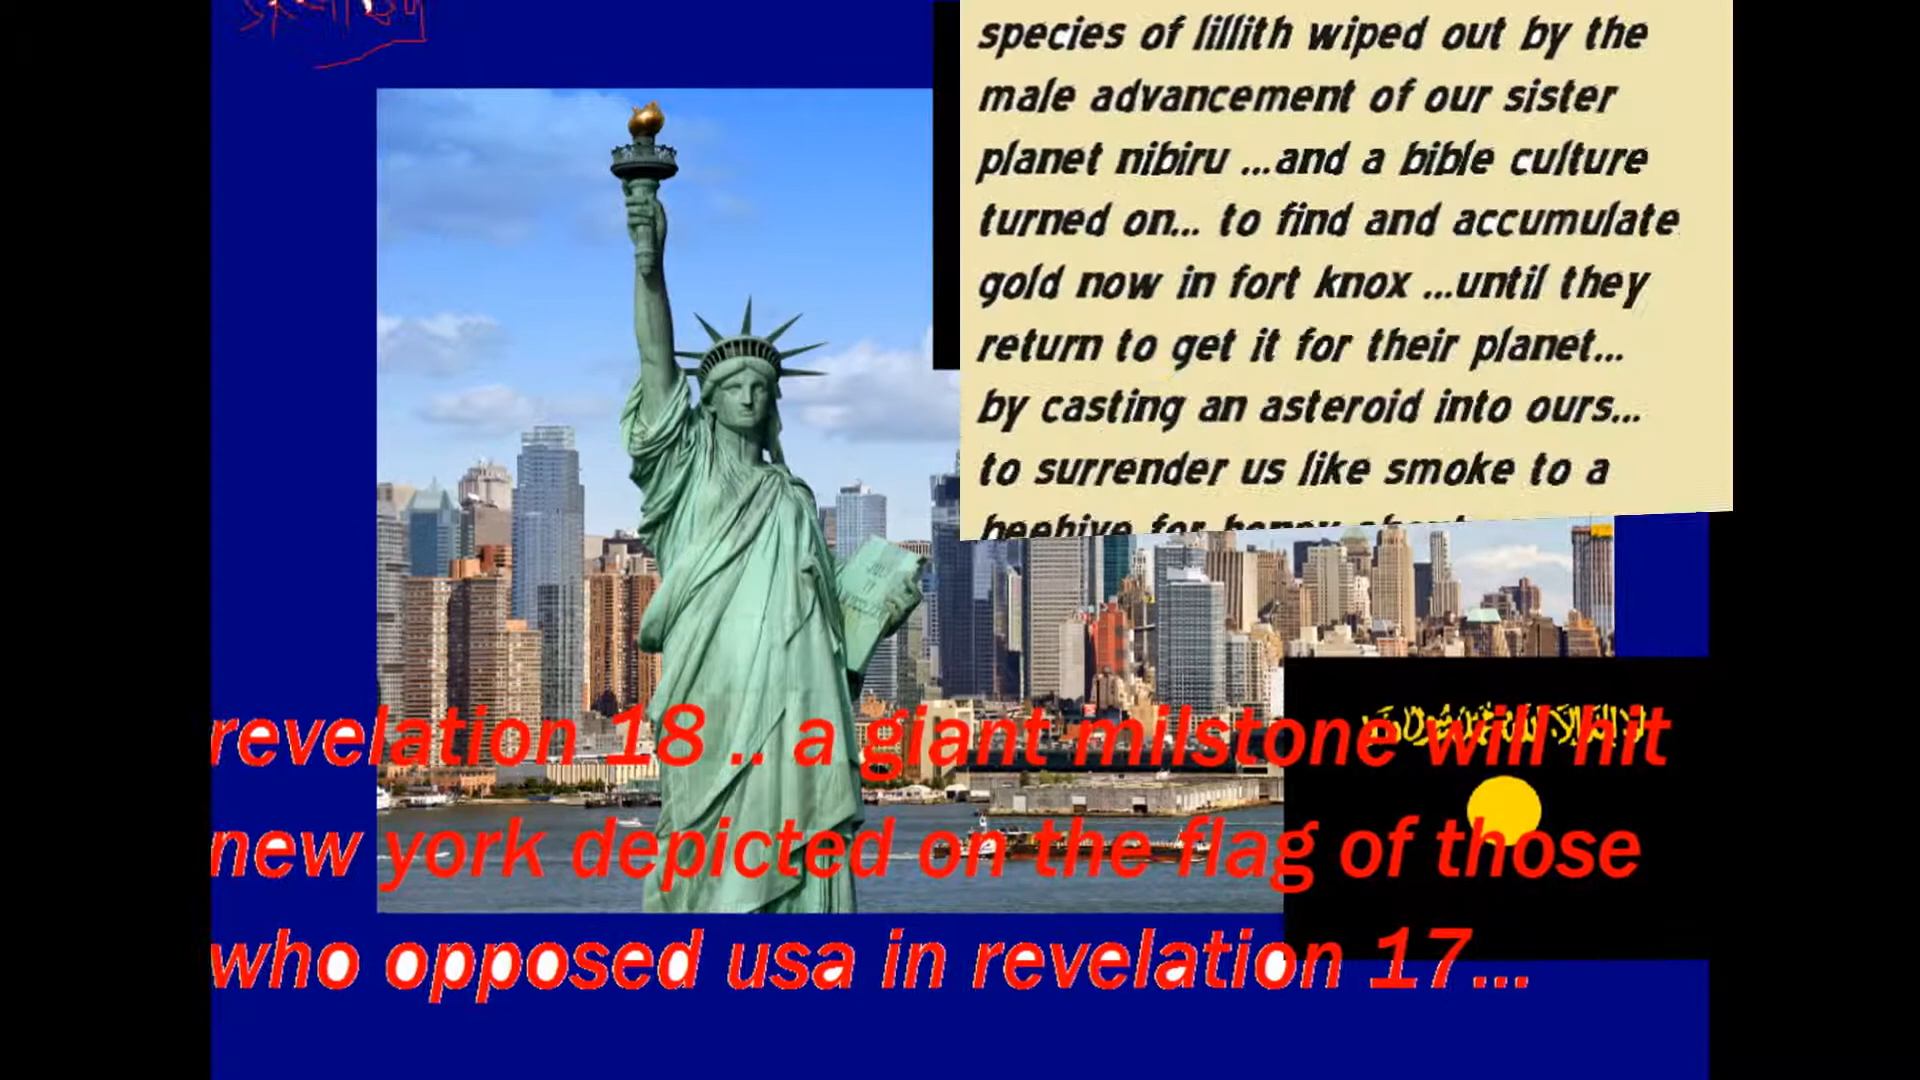 species of lillith wiped out by the
male advancement of our sister
planet nibiru ...and a bible culture
turned on... to find and accumulate
gold now in fort knox ...until they
return to get it for their planet...
by casting an asteroid into ours...
to surrender us like smoke to a
beehive for
revelation 18 .. a giant milstone will hit
new york depicted on the flag of those
who opposed usa in revelation 17...